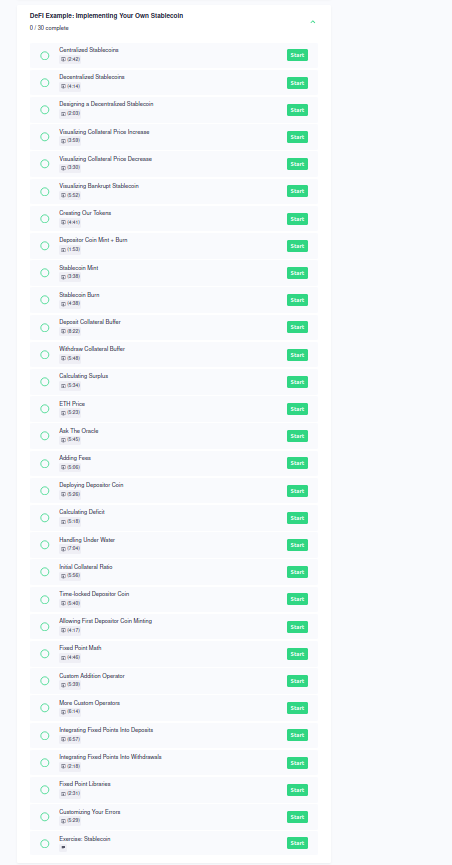 DeFi Example: Implementing Your Own Stablecoin
0 / 30 complete
Centralized Stablecoins
(2:42)
Start
Decentralized Stablecoins
(4:14)
Start
Designing a Decentralized Stablecoin
(2:03)
Start
Visualizing Collateral Price Increase
(3:59)
Start
Visualizing Collateral Price Decrease
(3:30)
Start
Visualizing Bankrupt Stablecoin
(5:52)
Start
Creating Our Tokens
(4:41)
Start
Depositor Coin Mint + Burn
(1:53)
Start
Stablecoin Mint
(3:38)
Start
Stablecoin Burn
(4:38)
Start
Deposit Collateral Buffer
(6:22)
Start
Withdraw Collateral Buffer
(5:48)
Start
Calculating Surplus
(5:34)
Start
ETH Price
(5:23)
Start
Ask The Oracle
(5:45)
Start
Adding Fees
(5:06)
Start
Deploying Depositor Coin
(5:26)
Start
Calculating Deficit
(5:18)
Start
Handling Under Water
(7:04)
Start
Initial Collateral Ratio
(5:56)
Start
Time-locked Depositor Coin
(5:40)
Start
Allowing First Depositor Coin Minting
(4:17)
Start
Fixed Point Math
(4:46)
Start
Custom Addition Operator
(5:39)
Start
More Custom Operators
(6:14)
Start
Integrating Fixed Points Into Deposits
(6:57)
Start
Integrating Fixed Points Into Withdrawals
(2:18)
Start
Fixed Point Libraries
(2:31)
Start
Customizing Your Errors
(5:29)
Start
Exercise: Stablecoin
Start